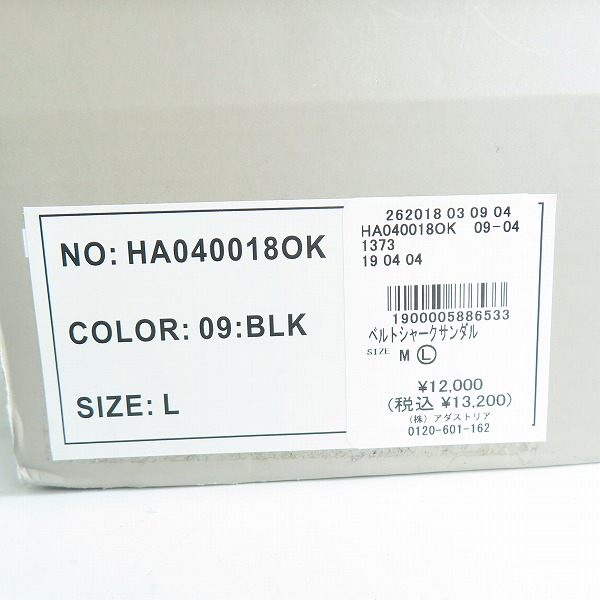 NO: HA040018OK
COLOR: 09:BLK
SIZE: L
262018 03 09 04
HA040018OK 09-04
1373
19 04 04
1900005886533
ベルトシャークサンダル
SIZE M Ⓛ
¥12,000
(税込 ¥13,200)
(株) アダストリア
0120-601-162